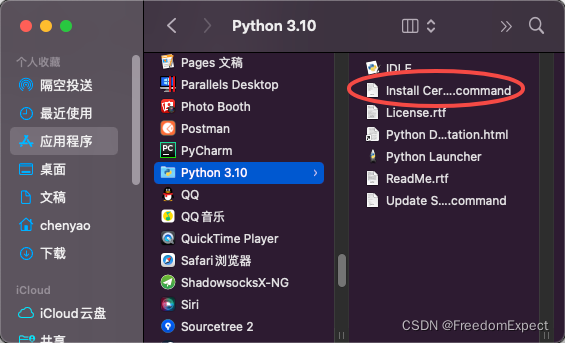 Python 3.10
个人收藏
隔空投送
最近使用
应用程序
桌面
文稿
chenyao
下载
iCloud
iCloud云盘
共享
Pages 文稿
Parallels Desktop
Photo Booth
Postman
PyCharm
Python 3.10
QQ
QQ 音乐
QuickTime Player
Safari浏览器
ShadowsocksX-NG
Siri
Sourcetree 2
IDLE
Install Cer....command
License.rtf
Python D...tation.html
Python Launcher
ReadMe.rtf
Update S....command
CSDN @FreedomExpect